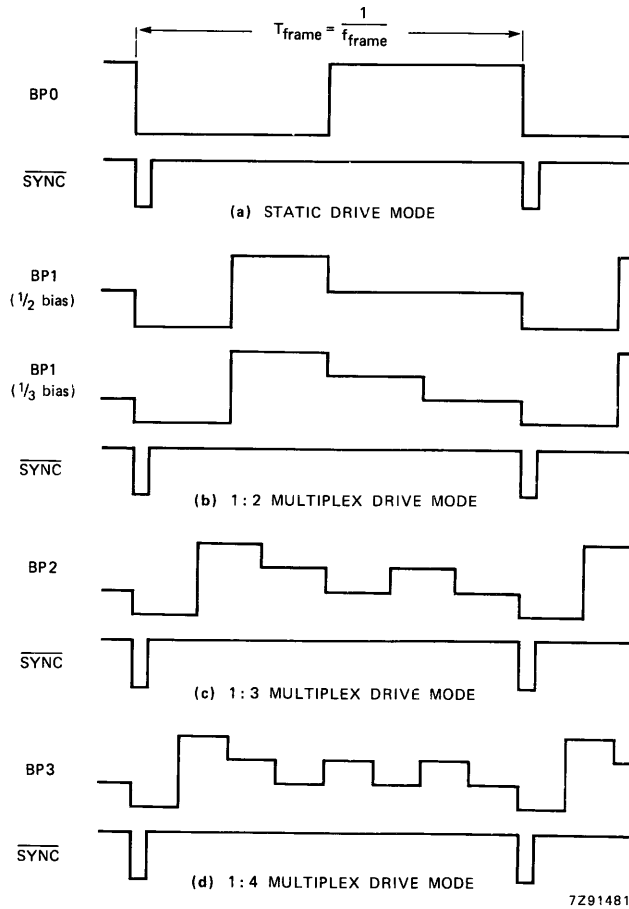 T_frame = 1/f_frame
BP0
SYNC
(a) STATIC DRIVE MODE
BP1
(1/2 bias)
BP1
(1/3 bias)
SYNC
(b) 1:2 MULTIPLEX DRIVE MODE
BP2
SYNC
(c) 1:3 MULTIPLEX DRIVE MODE
BP3
SYNC
(d) 1:4 MULTIPLEX DRIVE MODE
7Z91481